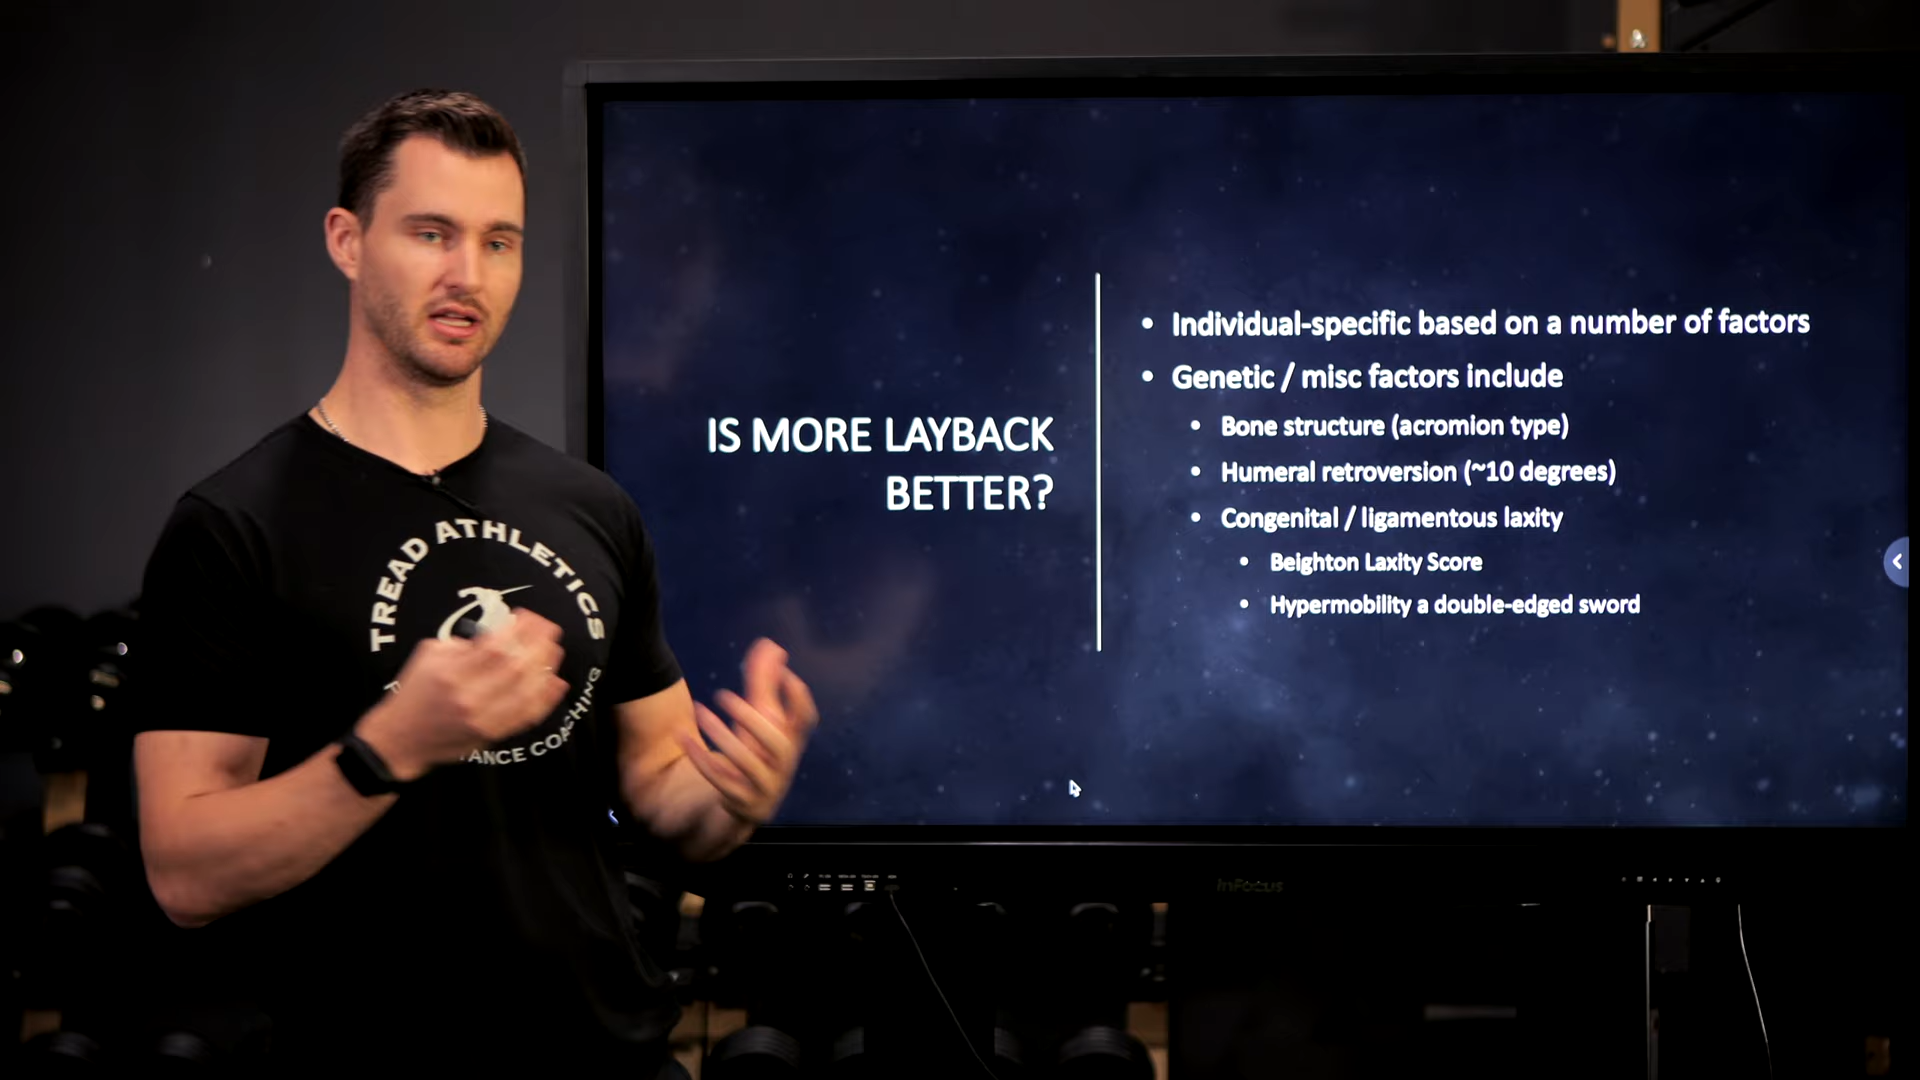 IS MORE LAYBACK
BETTER?
• Individual-specific based on a number of factors
• Genetic / misc factors include
• Bone structure (acromion type)
• Humeral retroversion (~10 degrees)
• Congenital / ligamentous laxity
• Beighton Laxity Score
• Hypermobility a double-edged sword
TREAD ATHLETICS
COACHING
InFocus